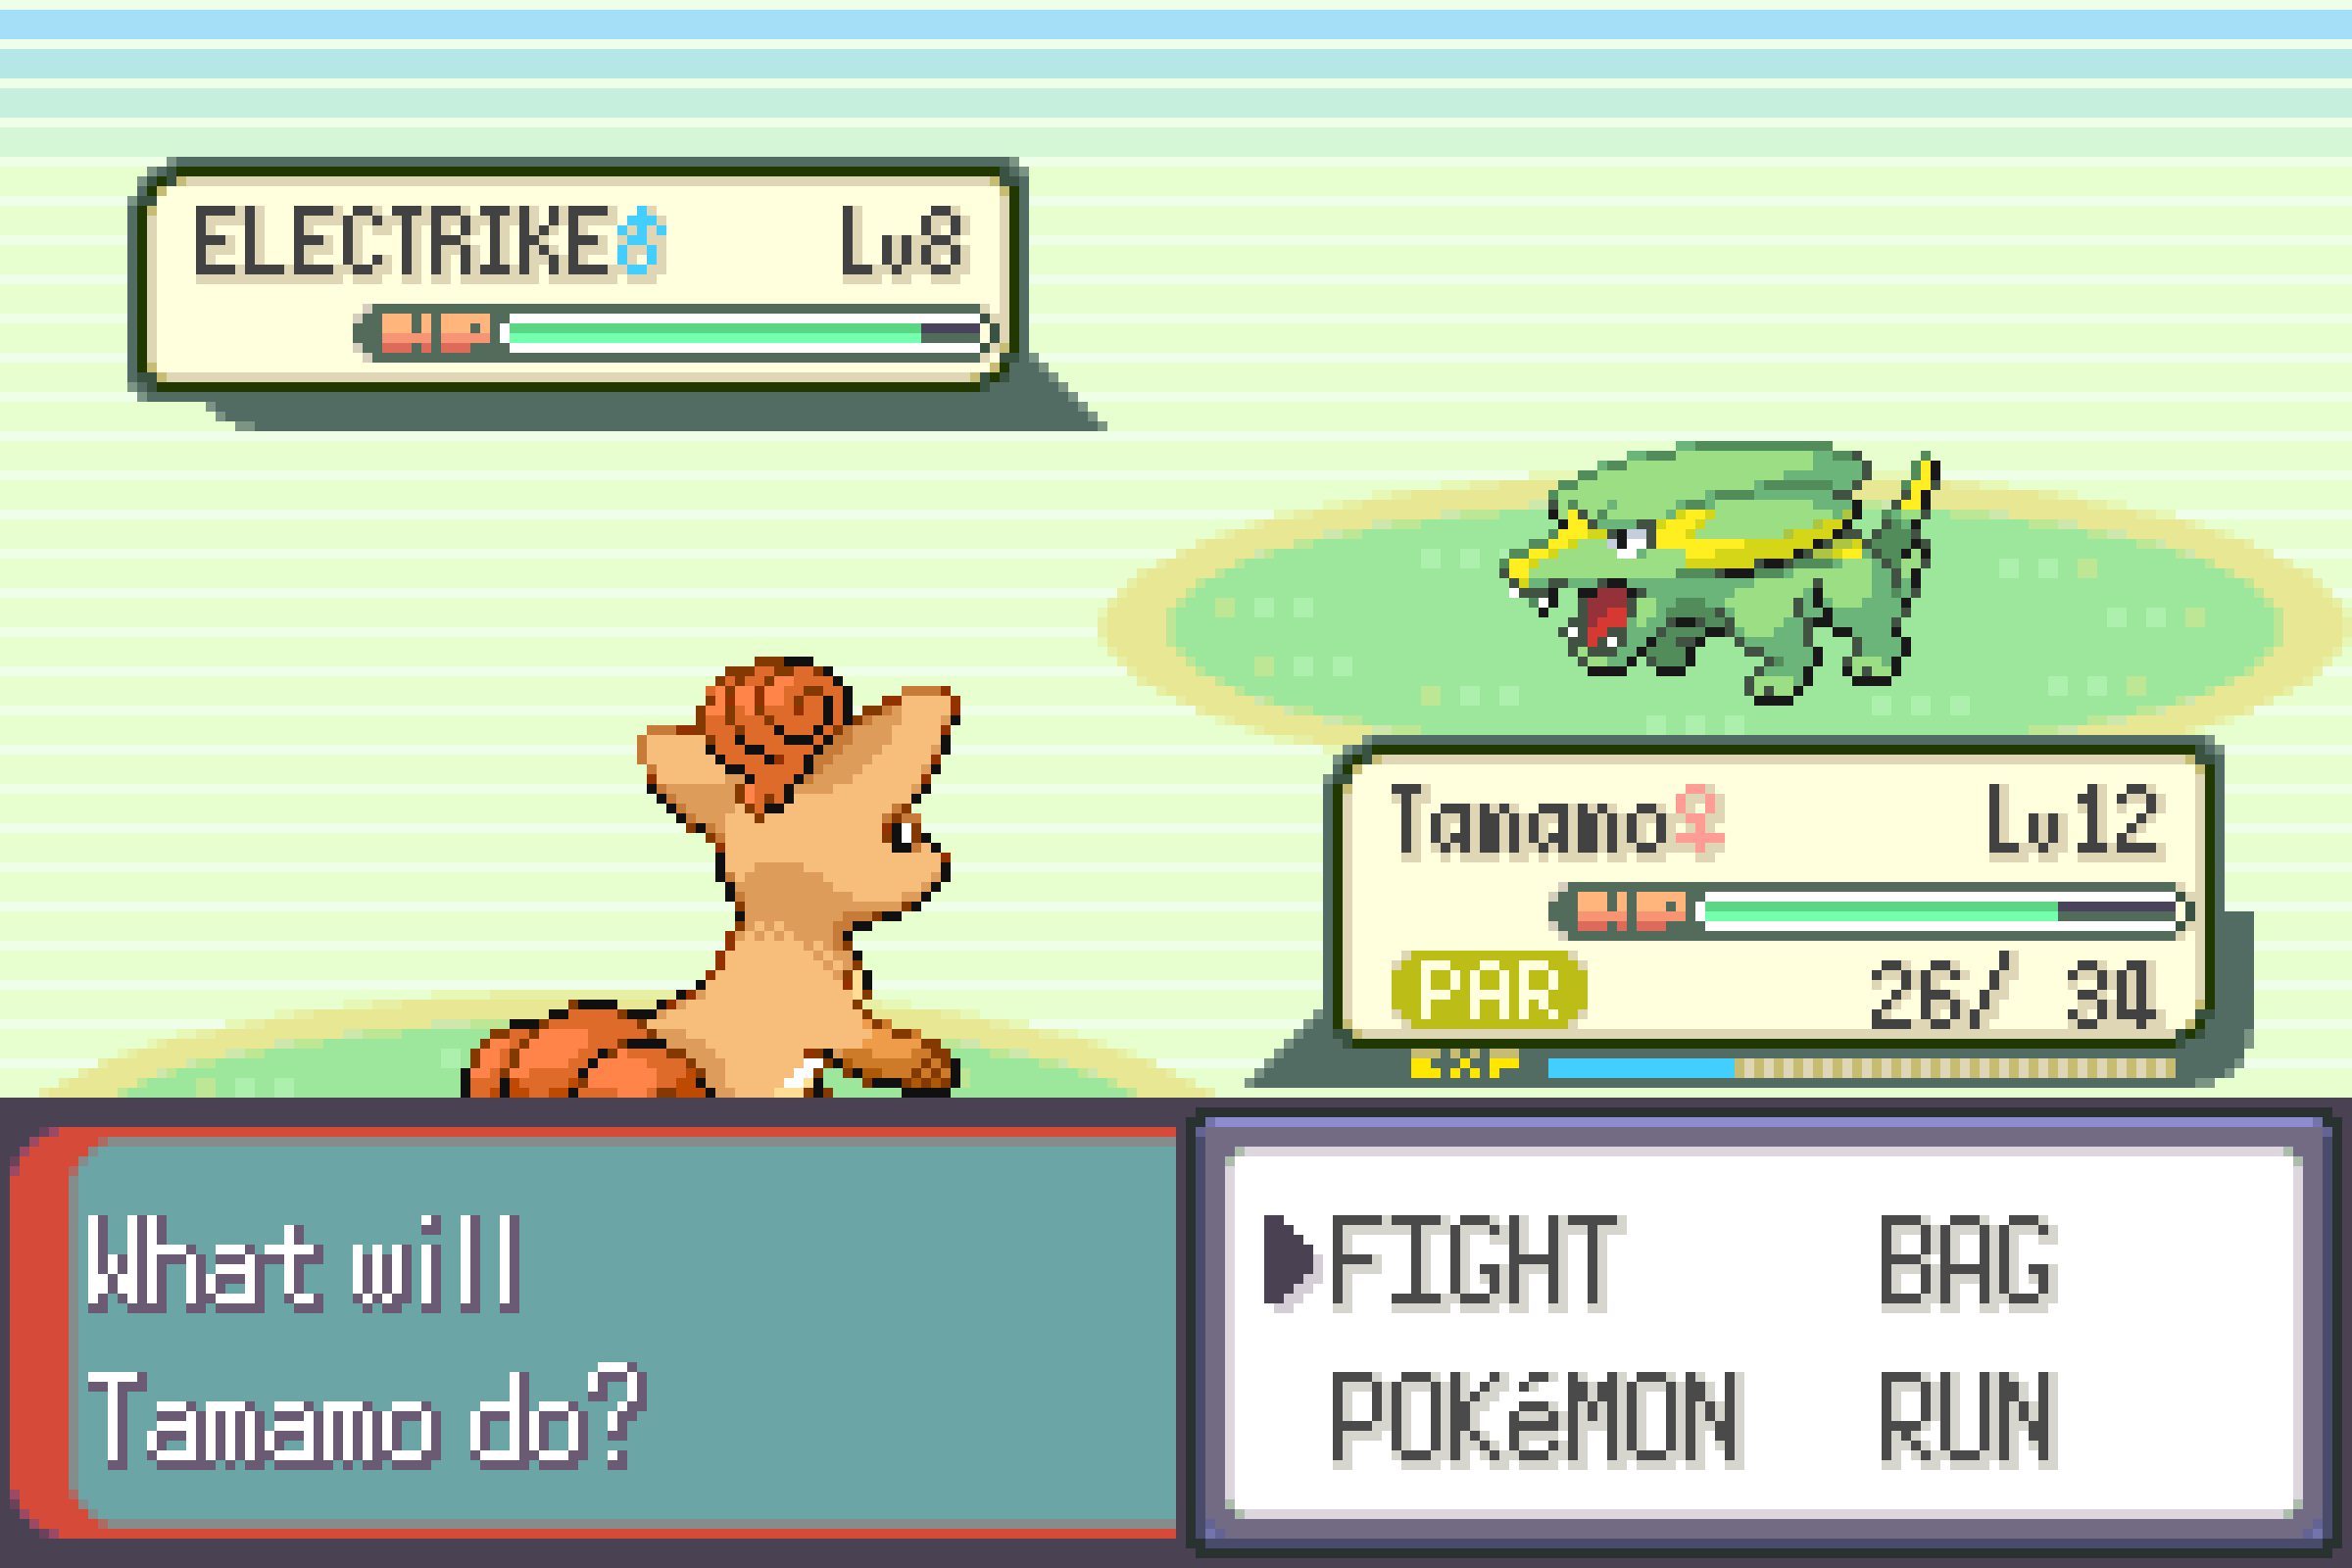 ELECTRIKE♂ Lv8
HP
Tamamo♀ Lv12
HP
PAR 26/ 34
EXP
What will
Tamamo do?
FIGHT BAG
POKéMON RUN